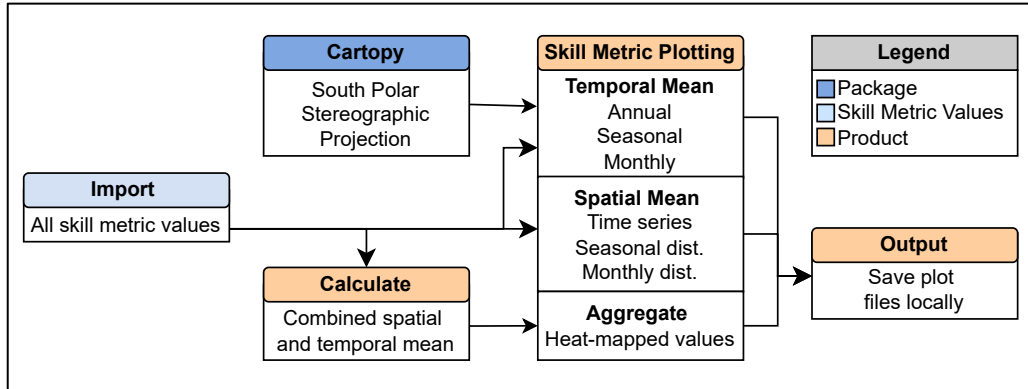 Cartopy
South Polar
Stereographic
Projection
Import
All skill metric values
Calculate
Combined spatial
and temporal mean
Skill Metric Plotting
Temporal Mean
Annual
Seasonal
Monthly
Spatial Mean
Time series
Seasonal dist.
Monthly dist.
Aggregate
Heat-mapped values
Legend
Package
Skill Metric Values
Product
Output
Save plot
files locally